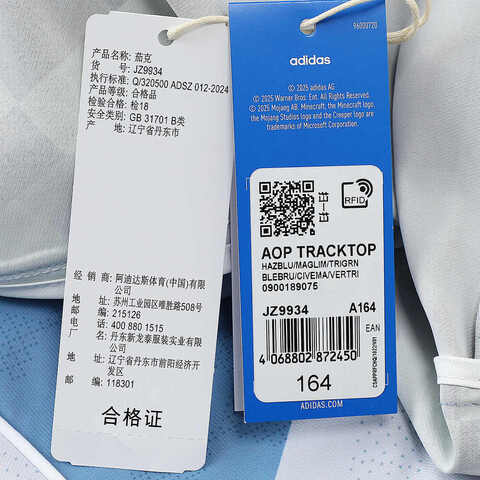 产品名称: 茄克
货 号: JZ9934
执行标准: Q/320500 ADSZ 012-2024
产品等级: 合格品
检验合格: 检18
安全类别: GB 31701 B类
产 地: 辽宁省丹东市
经 销 商: 阿迪达斯体育(中国)有限公司
地 址: 苏州工业园区唯胜路508号
邮 编: 215126
电 话: 400 880 1515
制 造 商: 丹东新龙泰服装实业有限公司
地 址: 辽宁省丹东市前阳经济开发区
邮 编: 118301
合格证
96000720
adidas
© 2025 adidas AG
© 2025 Warner Bros. Ent. All Rights Reserved.
© 2025 Mojang AB. Minecraft, the Minecraft logo,
the Mojang Studios logo and the Creeper logo are
trademarks of Microsoft Corporation.
RFID
AOP TRACKTOP
HAZBLU/MAGLIM/TRIGRN
BLEBRU/CIVEMA/VERTRI
0900189075
JZ9934 A164
EAN
4 068802 872450
164
ADIDAS.COM